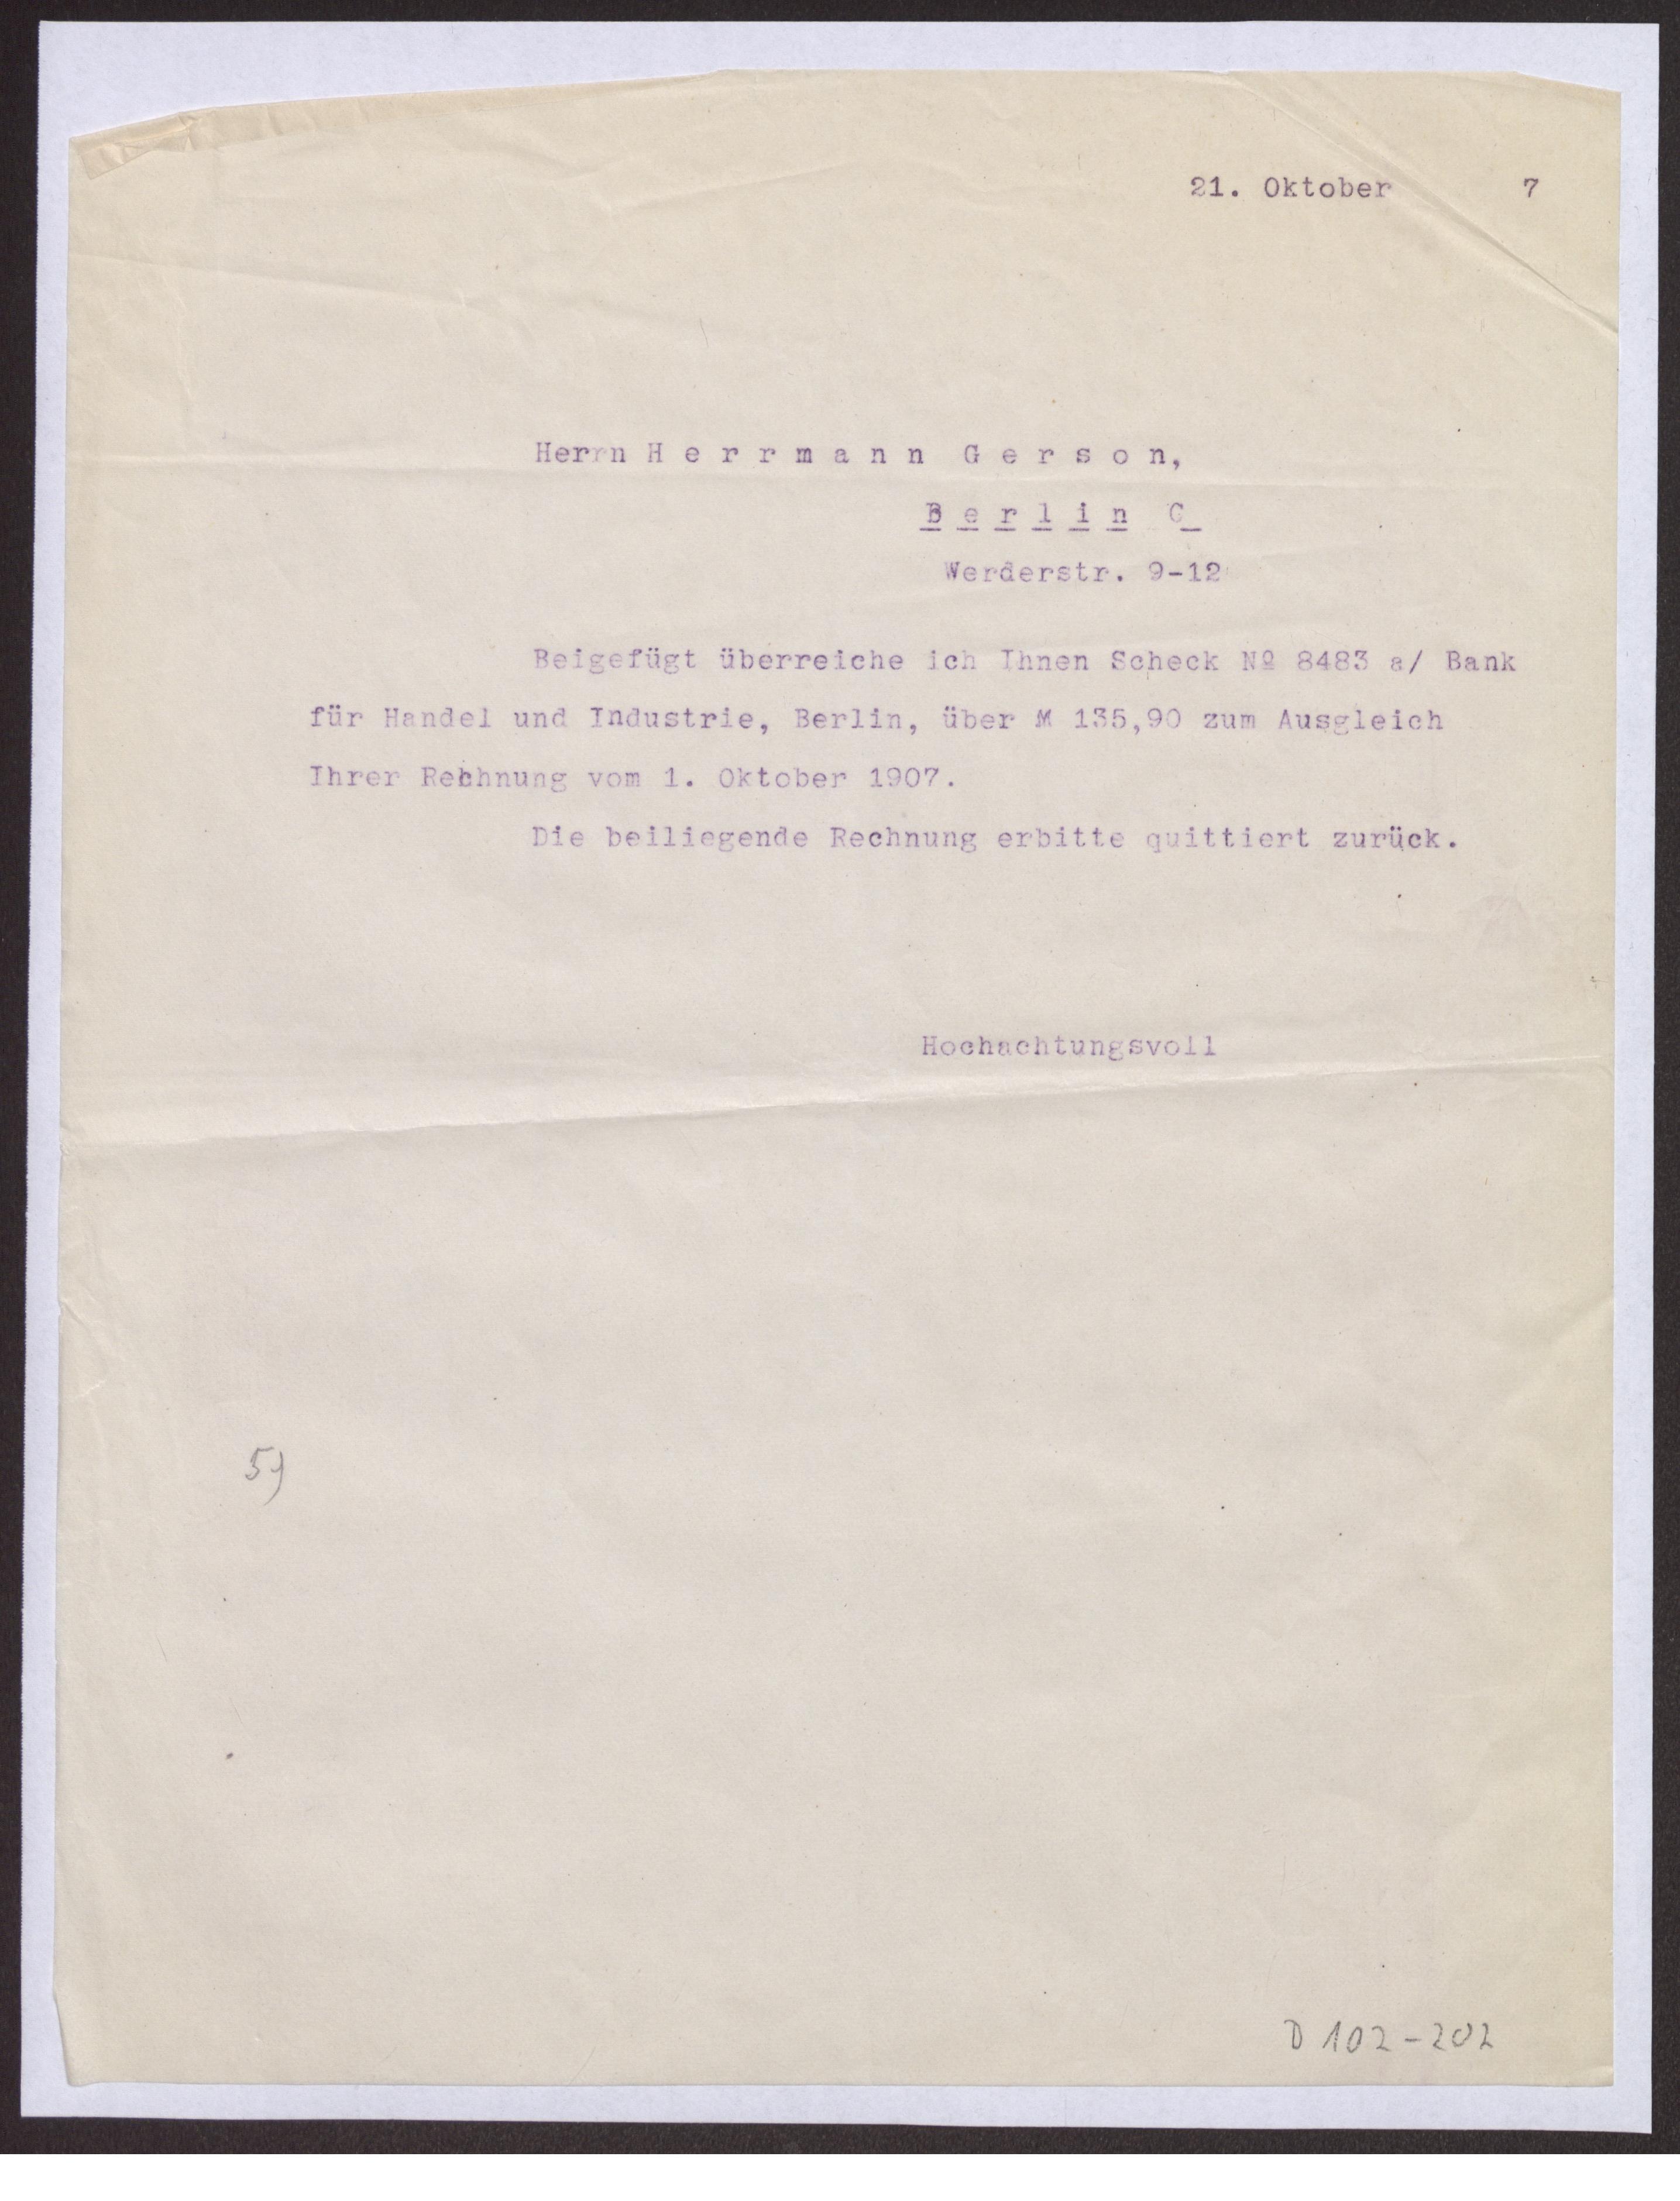 21. Oktober 7
Herrn H e r r m a n n G e r s o n,
B e r l i n C
Werderstr. 9-12
Beigefügt überreiche ich Ihnen Scheck № 8483 a/ Bank
für Handel und Industrie, Berlin, über M 135,90 zum Ausgleich
Ihrer Rechnung vom 1. Oktober 1907.
Die beiliegende Rechnung erbitte quittiert zurück.
Hochachtungsvoll
59
D 102-202